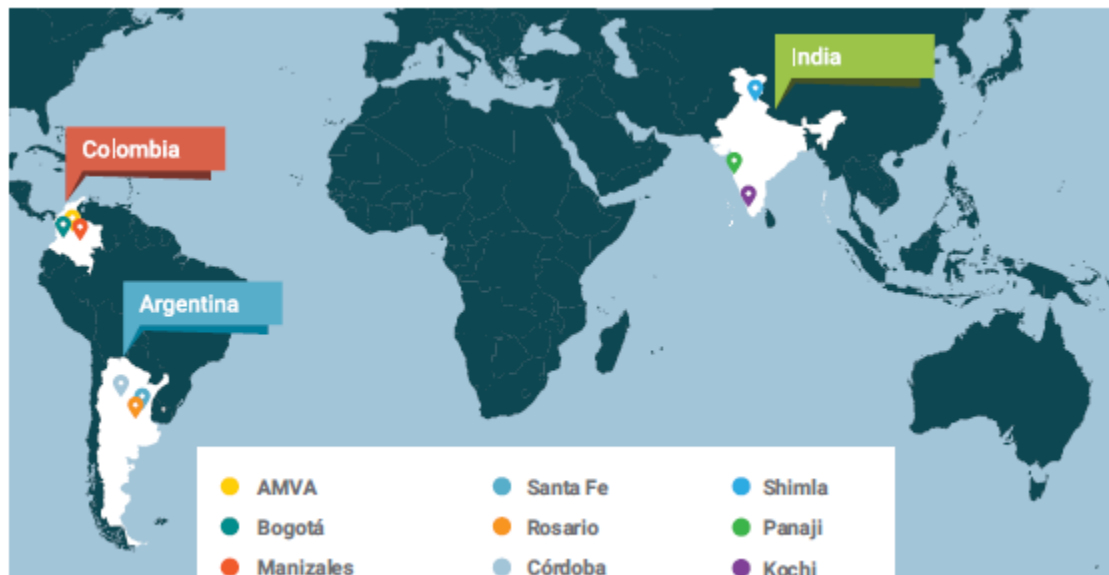 India
Colombia
Argentina
AMVA
Santa Fe
Shimla
Bogotá
Rosario
Panaji
Manizales
Córdoba
Kochi